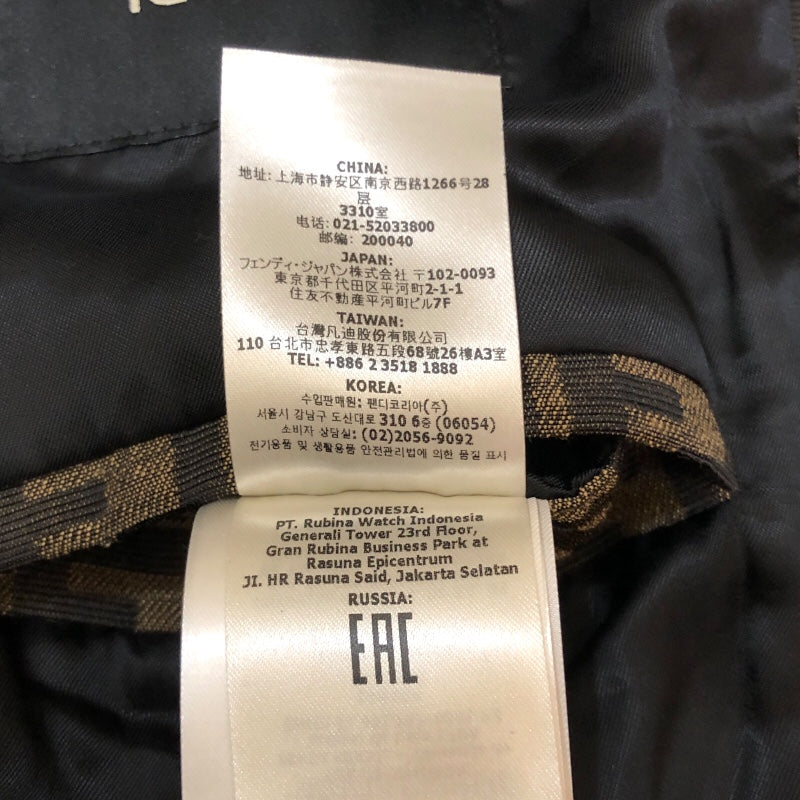 CHINA:
地址: 上海市静安区南京西路1266号28
层
3310室
电话: 021-52033800
邮编: 200040
JAPAN:
フェンディ・ジャパン株式会社 〒102-0093
東京都千代田区平河町2-1-1
住友不動産平河町ビル7F
TAIWAN:
台灣凡迪股份有限公司
110 台北市忠孝東路五段68號26樓A3室
TEL: +886 2 3518 1888
KOREA:
수입판매원: 펜디코리아(주)
서울시 강남구 도산대로 310 6층 (06054)
소비자 상담실: (02)2056-9092
전기용품 및 생활용품 안전관리법에 의한 품질 표시
INDONESIA:
PT. Rubina Watch Indonesia
Generali Tower 23rd Floor,
Gran Rubina Business Park at
Rasuna Epicentrum
JI. HR Rasuna Said, Jakarta Selatan
RUSSIA:
EAC